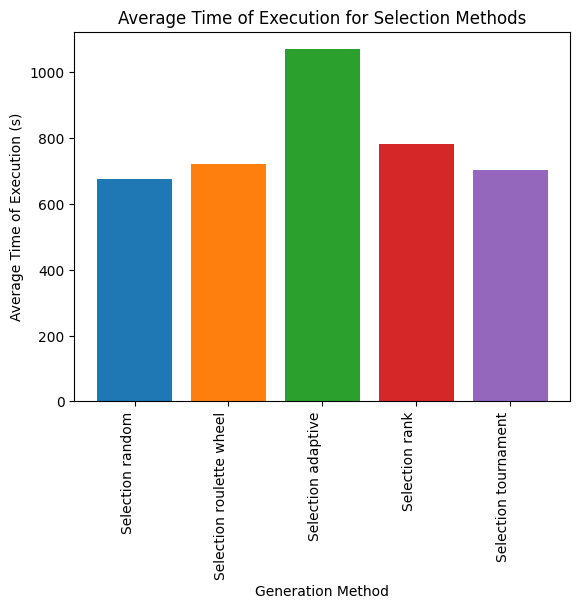 Average Time of Execution for Selection Methods
Average Time of Execution (s)
1000
800
600
400
200
0
Selection random
Selection roulette wheel
Selection adaptive
Selection rank
Selection tournament
Generation Method